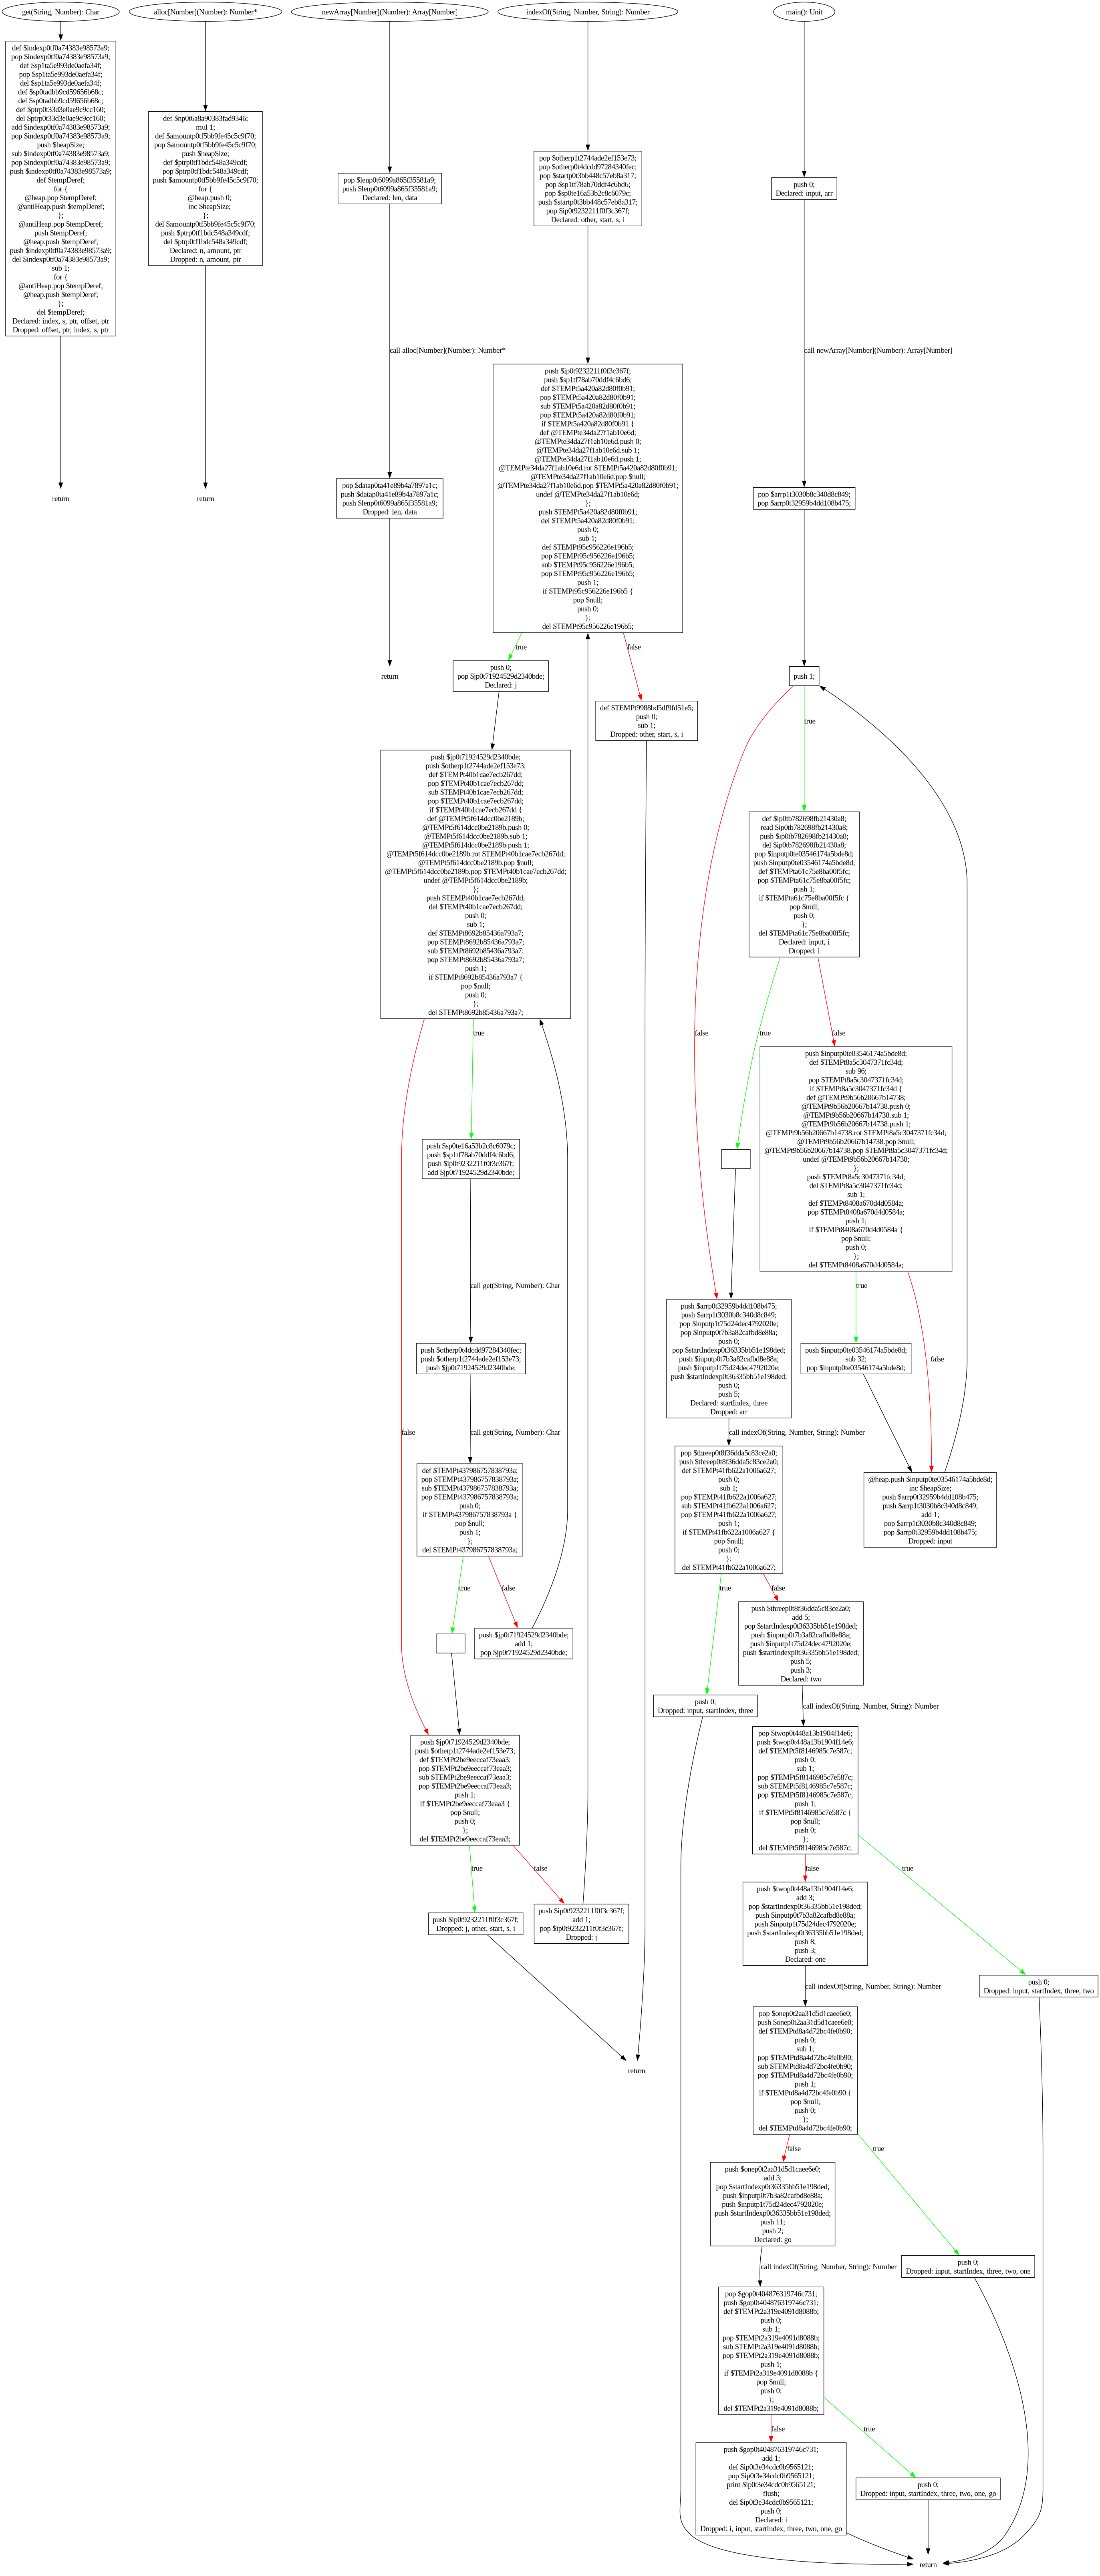 get(String, Number): Char
def $indexp0tf0a74383e98573a9;
pop $indexp0tf0a74383e98573a9;
def $sp1ta5e993de0aefa34f;
pop $sp1ta5e993de0aefa34f;
del $sp1ta5e993de0aefa34f;
def $sp0tadbb9cd59656b68c;
del $sp0tadbb9cd59656b68c;
def $ptrp0t33d3e0ae9c9cc160;
del $ptrp0t33d3e0ae9c9cc160;
add $indexp0tf0a74383e98573a9;
pop $indexp0tf0a74383e98573a9;
push $heapSize;
sub $indexp0tf0a74383e98573a9;
pop $indexp0tf0a74383e98573a9;
push $indexp0tf0a74383e98573a9;
def $tempDeref;
for {
@heap.pop $tempDeref;
@antiHeap.push $tempDeref;
};
@antiHeap.pop $tempDeref;
push $tempDeref;
@heap.push $tempDeref;
push $indexp0tf0a74383e98573a9;
del $indexp0tf0a74383e98573a9;
sub 1;
for {
@antiHeap.pop $tempDeref;
@heap.push $tempDeref;
};
del $tempDeref;
Declared: index, s, ptr, offset, ptr
Dropped: offset, ptr, index, s, ptr
return
alloc[Number](Number): Number*
def $np0t6a8a90383fad9346;
mul 1;
def $amountp0tf5bb9fe45c5c9f70;
pop $amountp0tf5bb9fe45c5c9f70;
push $heapSize;
def $ptrp0tf1bdc548a349cdf;
pop $ptrp0tf1bdc548a349cdf;
push $amountp0tf5bb9fe45c5c9f70;
for {
@heap.push 0;
inc $heapSize;
};
del $amountp0tf5bb9fe45c5c9f70;
push $ptrp0tf1bdc548a349cdf;
del $ptrp0tf1bdc548a349cdf;
Declared: n, amount, ptr
Dropped: n, amount, ptr
return
newArray[Number](Number): Array[Number]
pop $lenp0t6099a865f35581a9;
push $lenp0t6099a865f35581a9;
Declared: len, data
call alloc[Number](Number): Number*
pop $datap0ta41e89b4a7897a1c;
push $datap0ta41e89b4a7897a1c;
push $lenp0t6099a865f35581a9;
Dropped: len, data
return
indexOf(String, Number, String): Number
pop $otherp1t2744ade2ef153e73;
pop $otherp0t4dcdd97284340fec;
pop $startp0t3bb448c57eb8a317;
pop $sp1tf78ab70ddf4c6bd6;
pop $sp0te16a53b2c8c6079c;
push $startp0t3bb448c57eb8a317;
pop $ip0t9232211f0f3c367f;
Declared: other, start, s, i
push $ip0t9232211f0f3c367f;
push $sp1tf78ab70ddf4c6bd6;
def $TEMPt5a420a82d80f0b91;
pop $TEMPt5a420a82d80f0b91;
sub $TEMPt5a420a82d80f0b91;
pop $TEMPt5a420a82d80f0b91;
if $TEMPt5a420a82d80f0b91 {
def @TEMPte34da27f1ab10e6d;
@TEMPte34da27f1ab10e6d.push 0;
@TEMPte34da27f1ab10e6d.sub 1;
@TEMPte34da27f1ab10e6d.push 1;
@TEMPte34da27f1ab10e6d.rot $TEMPt5a420a82d80f0b91;
@TEMPte34da27f1ab10e6d.pop $null;
@TEMPte34da27f1ab10e6d.pop $TEMPt5a420a82d80f0b91;
undef @TEMPte34da27f1ab10e6d;
};
push $TEMPt5a420a82d80f0b91;
del $TEMPt5a420a82d80f0b91;
push 0;
sub 1;
def $TEMPt95c956226e196b5;
pop $TEMPt95c956226e196b5;
sub $TEMPt95c956226e196b5;
pop $TEMPt95c956226e196b5;
push 1;
if $TEMPt95c956226e196b5 {
pop $null;
push 0;
};
del $TEMPt95c956226e196b5;
true
false
push 0;
pop $jp0t71924529d2340bde;
Declared: j
def $TEMPt9988bd5df9fd51e5;
push 0;
sub 1;
Dropped: other, start, s, i
push $jp0t71924529d2340bde;
push $otherp1t2744ade2ef153e73;
def $TEMPt40b1cae7ecb267dd;
pop $TEMPt40b1cae7ecb267dd;
sub $TEMPt40b1cae7ecb267dd;
pop $TEMPt40b1cae7ecb267dd;
if $TEMPt40b1cae7ecb267dd {
def @TEMPt5f614dcc0be2189b;
@TEMPt5f614dcc0be2189b.push 0;
@TEMPt5f614dcc0be2189b.sub 1;
@TEMPt5f614dcc0be2189b.push 1;
@TEMPt5f614dcc0be2189b.rot $TEMPt40b1cae7ecb267dd;
@TEMPt5f614dcc0be2189b.pop $null;
@TEMPt5f614dcc0be2189b.pop $TEMPt40b1cae7ecb267dd;
undef @TEMPt5f614dcc0be2189b;
};
push $TEMPt40b1cae7ecb267dd;
del $TEMPt40b1cae7ecb267dd;
push 0;
sub 1;
def $TEMPt8692b85436a793a7;
pop $TEMPt8692b85436a793a7;
sub $TEMPt8692b85436a793a7;
pop $TEMPt8692b85436a793a7;
push 1;
if $TEMPt8692b85436a793a7 {
pop $null;
push 0;
};
del $TEMPt8692b85436a793a7;
true
false
push $sp0te16a53b2c8c6079c;
push $sp1tf78ab70ddf4c6bd6;
push $ip0t9232211f0f3c367f;
add $jp0t71924529d2340bde;
call get(String, Number): Char
push $otherp0t4dcdd97284340fec;
push $otherp1t2744ade2ef153e73;
push $jp0t71924529d2340bde;
call get(String, Number): Char
def $TEMPt437986757838793a;
pop $TEMPt437986757838793a;
sub $TEMPt437986757838793a;
pop $TEMPt437986757838793a;
push 0;
if $TEMPt437986757838793a {
pop $null;
push 1;
};
del $TEMPt437986757838793a;
true
false
push $jp0t71924529d2340bde;
add 1;
pop $jp0t71924529d2340bde;
push $jp0t71924529d2340bde;
push $otherp1t2744ade2ef153e73;
def $TEMPt2be9eeccaf73eaa3;
pop $TEMPt2be9eeccaf73eaa3;
sub $TEMPt2be9eeccaf73eaa3;
pop $TEMPt2be9eeccaf73eaa3;
push 1;
if $TEMPt2be9eeccaf73eaa3 {
pop $null;
push 0;
};
del $TEMPt2be9eeccaf73eaa3;
true
false
push $ip0t9232211f0f3c367f;
Dropped: j, other, start, s, i
push $ip0t9232211f0f3c367f;
add 1;
pop $ip0t9232211f0f3c367f;
Dropped: j
return
main(): Unit
push 0;
Declared: input, arr
call newArray[Number](Number): Array[Number]
pop $arrp1t3030b8c340d8c849;
pop $arrp0t32959b4dd108b475;
push 1;
true
false
def $ip0tb782698fb21430a8;
read $ip0tb782698fb21430a8;
push $ip0tb782698fb21430a8;
del $ip0tb782698fb21430a8;
pop $inputp0te03546174a5bde8d;
push $inputp0te03546174a5bde8d;
def $TEMPta61c75e8ba00f5fc;
pop $TEMPta61c75e8ba00f5fc;
push 1;
if $TEMPta61c75e8ba00f5fc {
pop $null;
push 0;
};
del $TEMPta61c75e8ba00f5fc;
Declared: input, i
Dropped: i
true
false
push $inputp0te03546174a5bde8d;
def $TEMPt8a5c3047371fc34d;
sub 96;
pop $TEMPt8a5c3047371fc34d;
if $TEMPt8a5c3047371fc34d {
def @TEMPt9b56b20667b14738;
@TEMPt9b56b20667b14738.push 0;
@TEMPt9b56b20667b14738.sub 1;
@TEMPt9b56b20667b14738.push 1;
@TEMPt9b56b20667b14738.rot $TEMPt8a5c3047371fc34d;
@TEMPt9b56b20667b14738.pop $null;
@TEMPt9b56b20667b14738.pop $TEMPt8a5c3047371fc34d;
undef @TEMPt9b56b20667b14738;
};
push $TEMPt8a5c3047371fc34d;
del $TEMPt8a5c3047371fc34d;
sub 1;
def $TEMPt8408a670d4d0584a;
pop $TEMPt8408a670d4d0584a;
push 1;
if $TEMPt8408a670d4d0584a {
pop $null;
push 0;
};
del $TEMPt8408a670d4d0584a;
true
false
push $inputp0te03546174a5bde8d;
sub 32;
pop $inputp0te03546174a5bde8d;
@heap.push $inputp0te03546174a5bde8d;
inc $heapSize;
push $arrp0t32959b4dd108b475;
push $arrp1t3030b8c340d8c849;
add 1;
pop $arrp1t3030b8c340d8c849;
pop $arrp0t32959b4dd108b475;
Dropped: input
push $arrp0t32959b4dd108b475;
push $arrp1t3030b8c340d8c849;
pop $inputp1t75d24dec4792020e;
pop $inputp0t7b3a82cafbd8e88a;
push 0;
pop $startIndexp0t36335bb51e198ded;
push $inputp0t7b3a82cafbd8e88a;
push $inputp1t75d24dec4792020e;
push $startIndexp0t36335bb51e198ded;
push 0;
push 5;
Declared: startIndex, three
Dropped: arr
call indexOf(String, Number, String): Number
pop $threep0t8f36dda5c83ce2a0;
push $threep0t8f36dda5c83ce2a0;
def $TEMPt41fb622a1006a627;
push 0;
sub 1;
pop $TEMPt41fb622a1006a627;
sub $TEMPt41fb622a1006a627;
pop $TEMPt41fb622a1006a627;
push 1;
if $TEMPt41fb622a1006a627 {
pop $null;
push 0;
};
del $TEMPt41fb622a1006a627;
true
false
push 0;
Dropped: input, startIndex, three
push $threep0t8f36dda5c83ce2a0;
add 5;
pop $startIndexp0t36335bb51e198ded;
push $inputp0t7b3a82cafbd8e88a;
push $inputp1t75d24dec4792020e;
push $startIndexp0t36335bb51e198ded;
push 5;
push 3;
Declared: two
call indexOf(String, Number, String): Number
pop $twop0t448a13b1904f14e6;
push $twop0t448a13b1904f14e6;
def $TEMPt5f8146985c7e587c;
push 0;
sub 1;
pop $TEMPt5f8146985c7e587c;
sub $TEMPt5f8146985c7e587c;
pop $TEMPt5f8146985c7e587c;
push 1;
if $TEMPt5f8146985c7e587c {
pop $null;
push 0;
};
del $TEMPt5f8146985c7e587c;
false
true
push $twop0t448a13b1904f14e6;
add 3;
pop $startIndexp0t36335bb51e198ded;
push $inputp0t7b3a82cafbd8e88a;
push $inputp1t75d24dec4792020e;
push $startIndexp0t36335bb51e198ded;
push 8;
push 3;
Declared: one
push 0;
Dropped: input, startIndex, three, two
call indexOf(String, Number, String): Number
pop $onep0t2aa31d5d1caee6e0;
push $onep0t2aa31d5d1caee6e0;
def $TEMPtd8a4d72bc4fe0b90;
push 0;
sub 1;
pop $TEMPtd8a4d72bc4fe0b90;
sub $TEMPtd8a4d72bc4fe0b90;
pop $TEMPtd8a4d72bc4fe0b90;
push 1;
if $TEMPtd8a4d72bc4fe0b90 {
pop $null;
push 0;
};
del $TEMPtd8a4d72bc4fe0b90;
false
true
push $onep0t2aa31d5d1caee6e0;
add 3;
pop $startIndexp0t36335bb51e198ded;
push $inputp0t7b3a82cafbd8e88a;
push $inputp1t75d24dec4792020e;
push $startIndexp0t36335bb51e198ded;
push 11;
push 2;
Declared: go
push 0;
Dropped: input, startIndex, three, two, one
call indexOf(String, Number, String): Number
pop $gop0t404876319746c731;
push $gop0t404876319746c731;
def $TEMPt2a319e4091d8088b;
push 0;
sub 1;
pop $TEMPt2a319e4091d8088b;
sub $TEMPt2a319e4091d8088b;
pop $TEMPt2a319e4091d8088b;
push 1;
if $TEMPt2a319e4091d8088b {
pop $null;
push 0;
};
del $TEMPt2a319e4091d8088b;
false
true
push $gop0t404876319746c731;
add 1;
def $ip0t3e34cdc0b9565121;
pop $ip0t3e34cdc0b9565121;
print $ip0t3e34cdc0b9565121;
flush;
del $ip0t3e34cdc0b9565121;
push 0;
Declared: i
Dropped: i, input, startIndex, three, two, one, go
push 0;
Dropped: input, startIndex, three, two, one, go
return